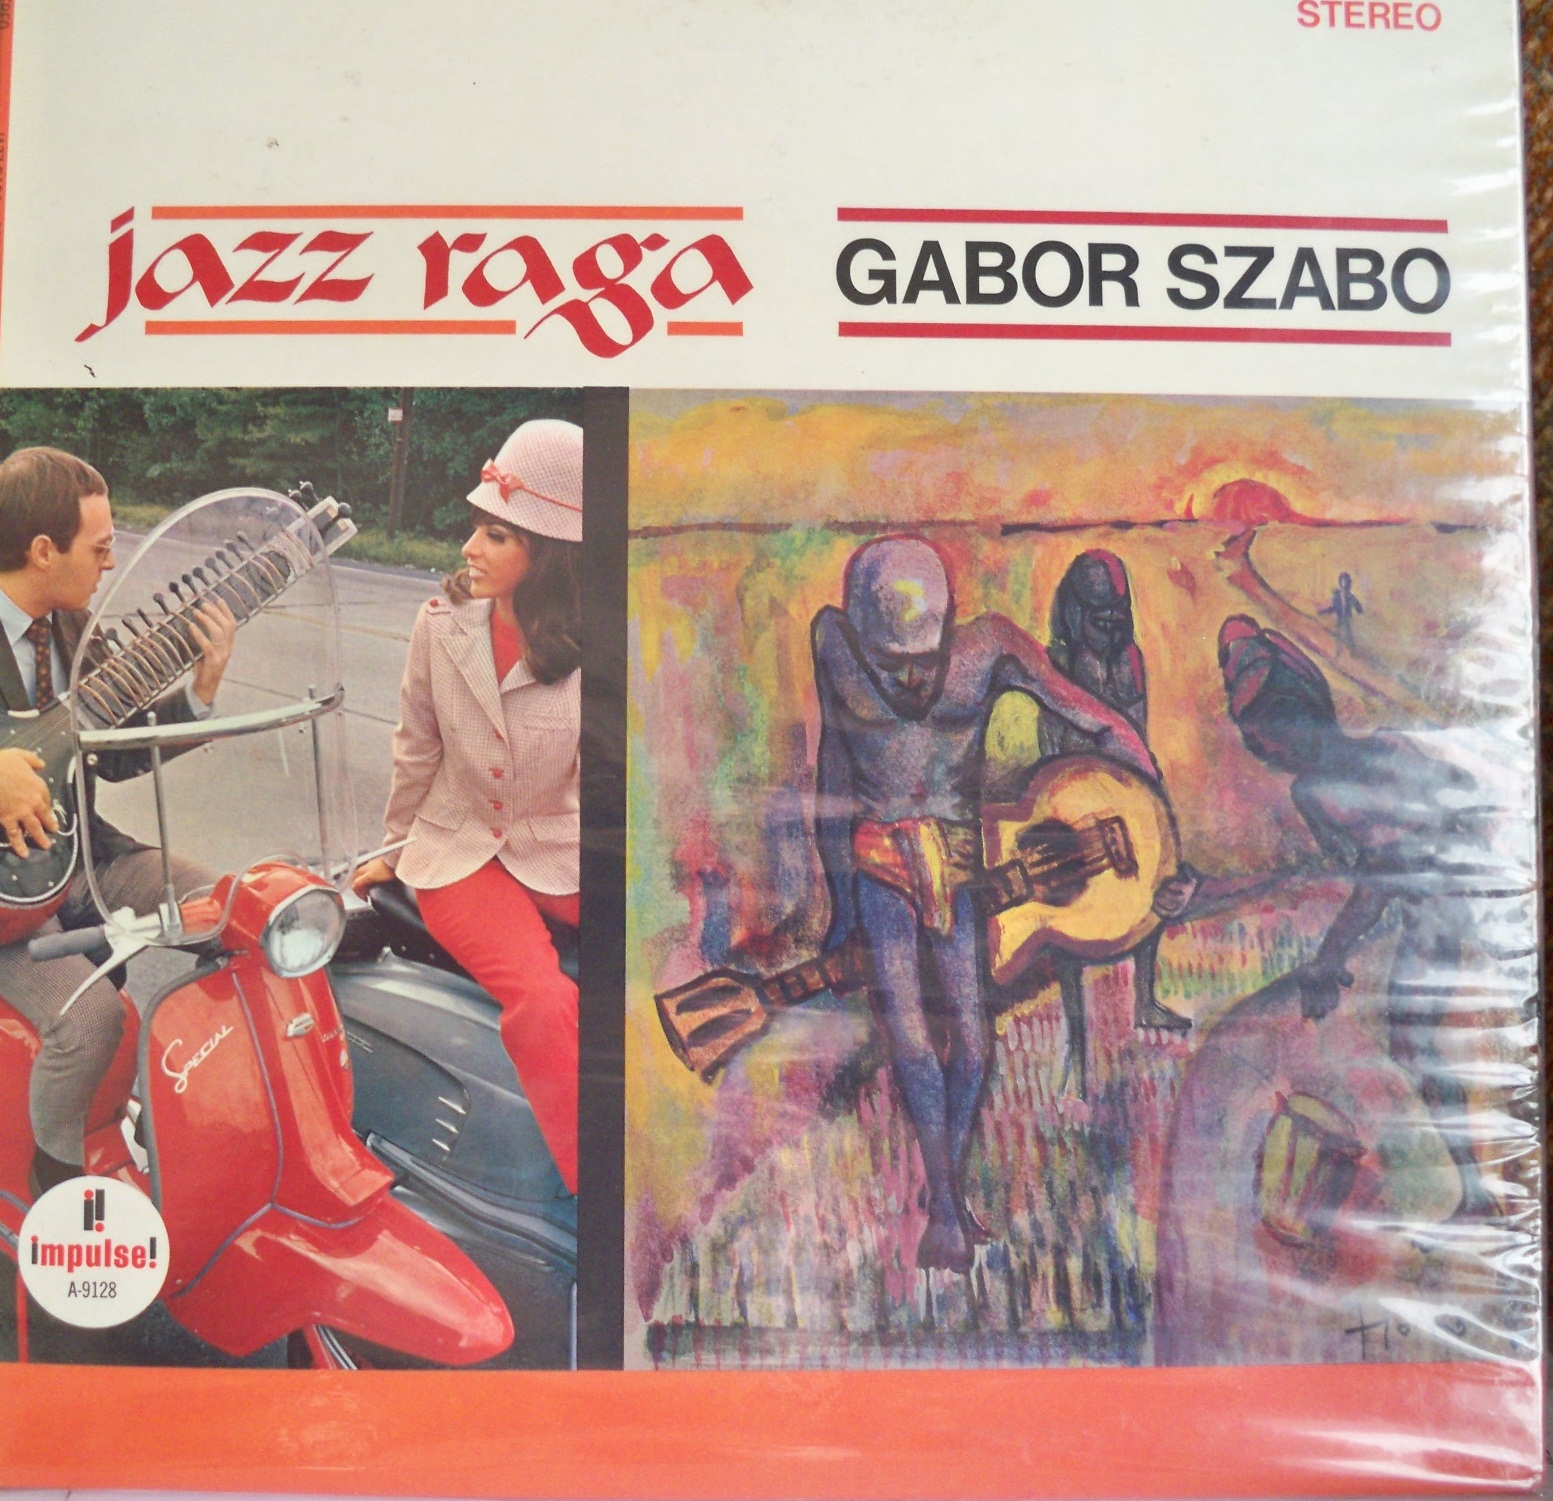 STEREO
jazz raga
GABOR SZABO
SPECIAL
impulse!
A-9128